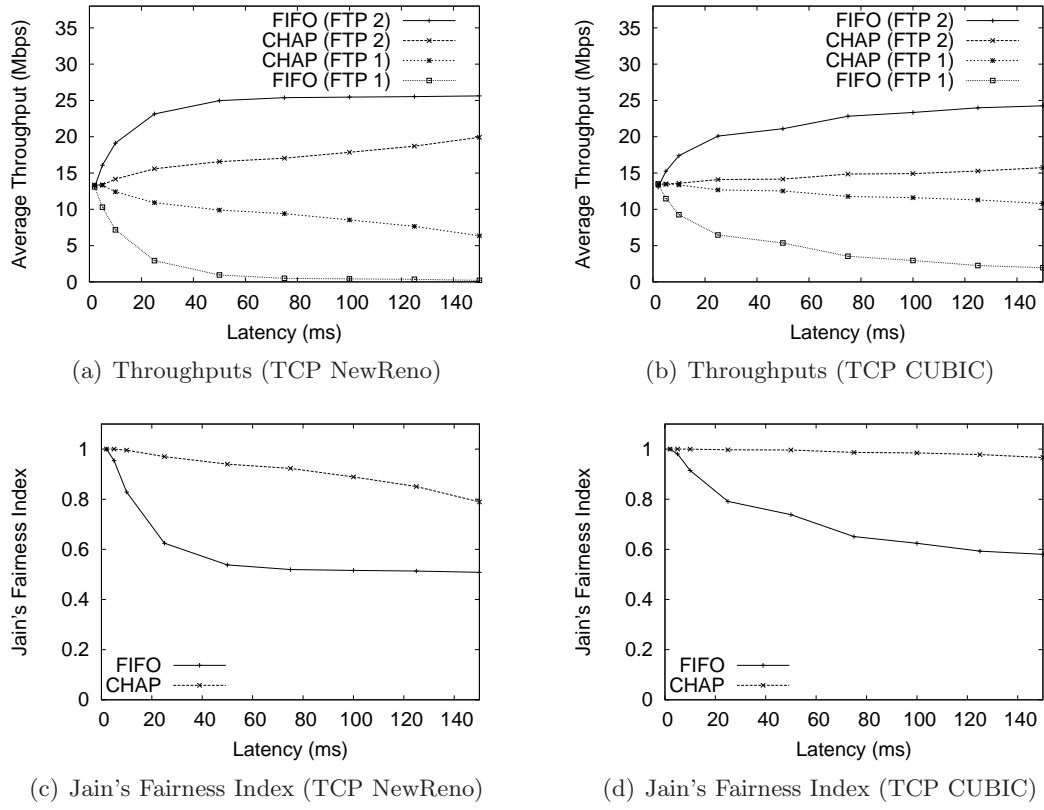 FIFO (FTP 2)
CHAP (FTP 2)
CHAP (FTP 1)
FIFO (FTP 1)
35
30
25
20
15
10
5
0
Average Throughput (Mbps)
0 20 40 60 80 100 120 140
Latency (ms)
(a) Throughputs (TCP NewReno)
FIFO (FTP 2)
CHAP (FTP 2)
CHAP (FTP 1)
FIFO (FTP 1)
35
30
25
20
15
10
5
0
Average Throughput (Mbps)
0 20 40 60 80 100 120 140
Latency (ms)
(b) Throughputs (TCP CUBIC)
1
0.8
0.6
0.4
0.2
0
Jain's Fairness Index
FIFO
CHAP
0 20 40 60 80 100 120 140
Latency (ms)
(c) Jain's Fairness Index (TCP NewReno)
1
0.8
0.6
0.4
0.2
0
Jain's Fairness Index
FIFO
CHAP
0 20 40 60 80 100 120 140
Latency (ms)
(d) Jain's Fairness Index (TCP CUBIC)